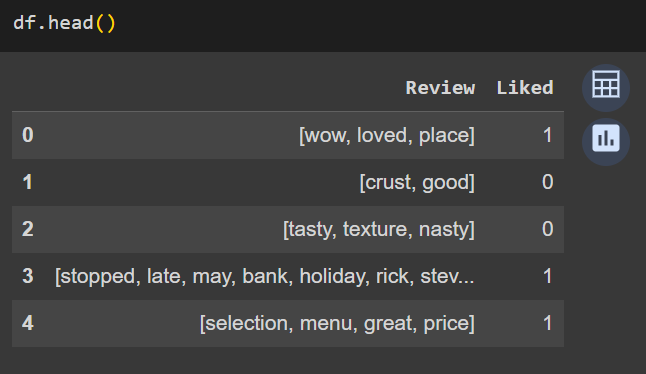 df.head()
Review Liked
0 [wow, loved, place] 1
1 [crust, good] 0
2 [tasty, texture, nasty] 0
3 [stopped, late, may, bank, holiday, rick, stev... 1
4 [selection, menu, great, price] 1